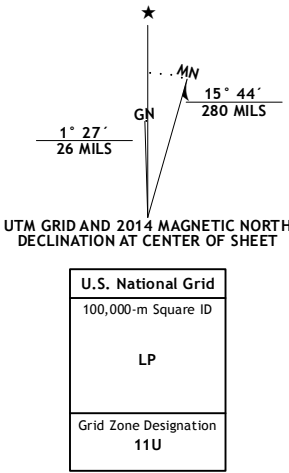 ★
MN
GN
15° 44´
280 MILS
1° 27´
26 MILS
UTM GRID AND 2014 MAGNETIC NORTH
DECLINATION AT CENTER OF SHEET
U.S. National Grid
100,000-m Square ID
LP
Grid Zone Designation
11U